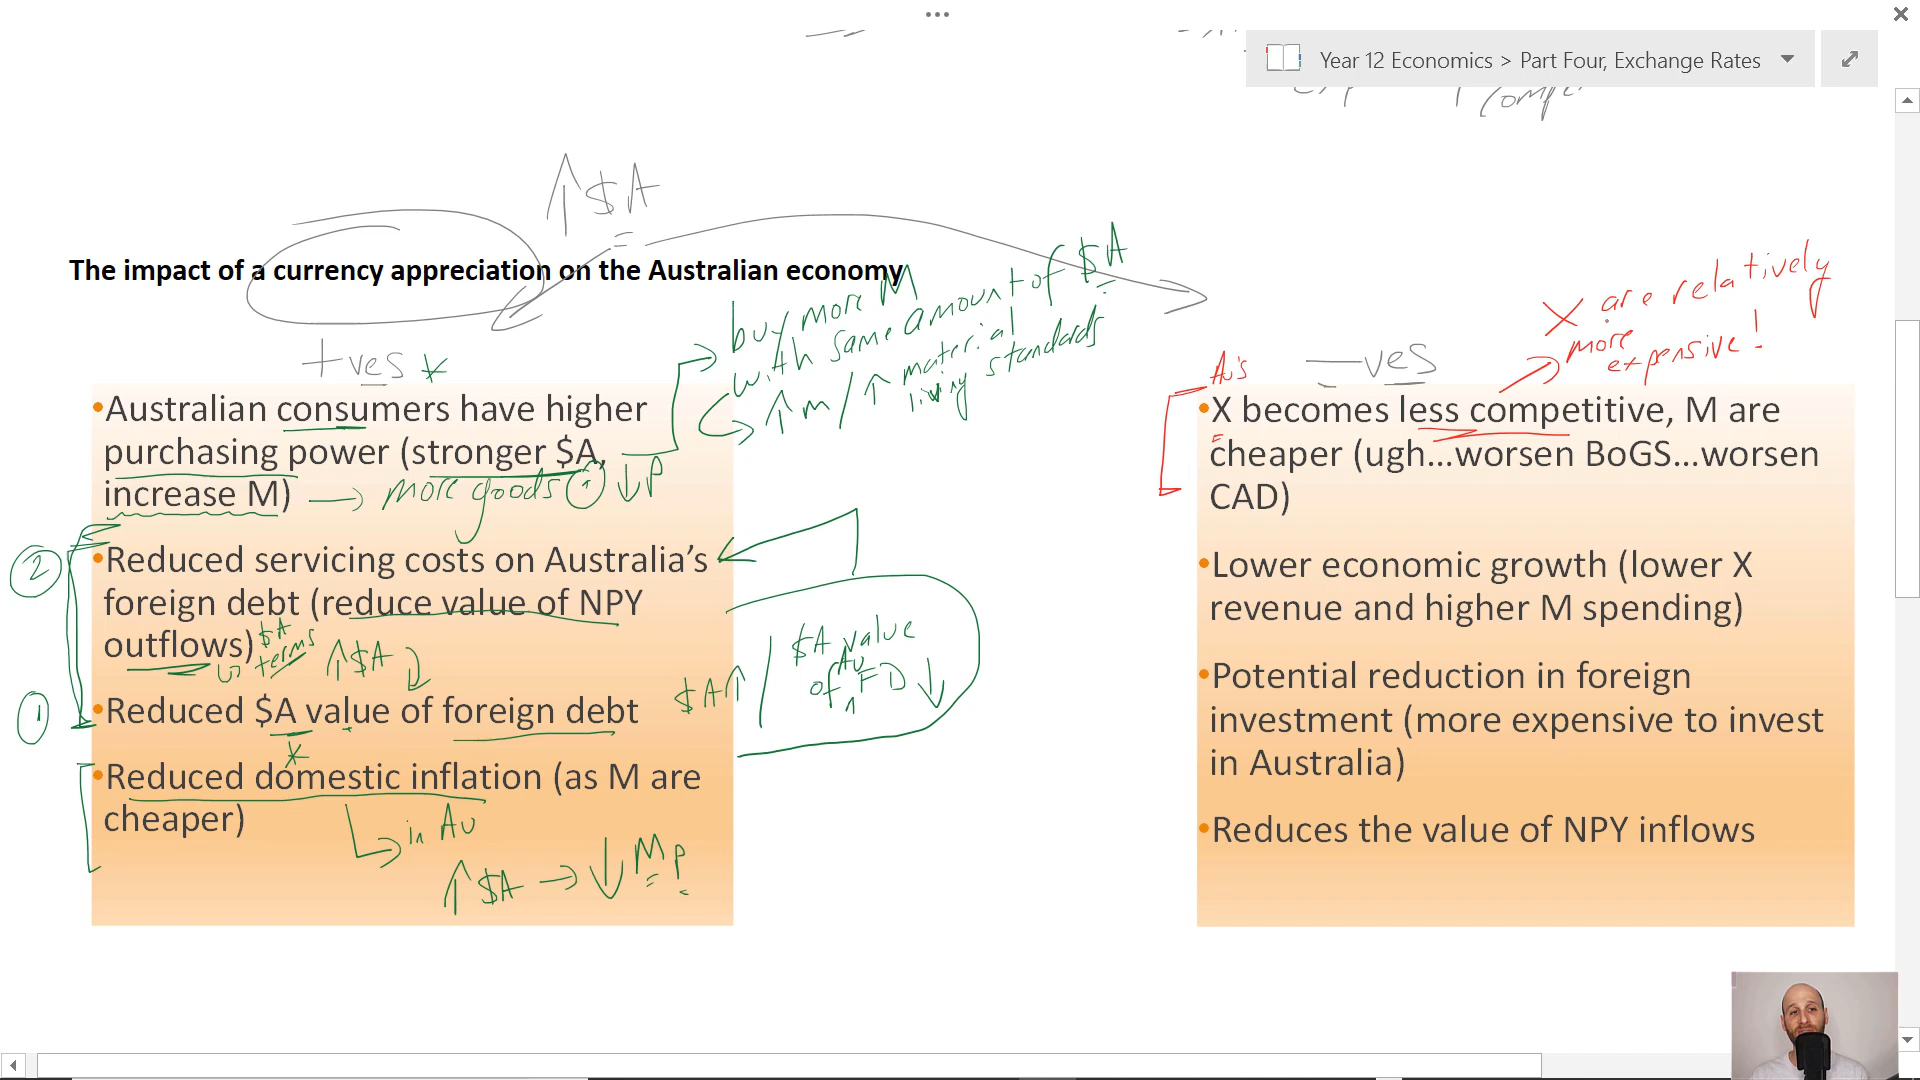 Year 12 Economics > Part Four, Exchange Rates
↑ $A
The impact of a currency appreciation on the Australian economy
+ves *
buy more M
with same amount of $A
↑ m / ↑ material
living standards
•Australian consumers have higher
purchasing power (stronger $A,
increase M) → more goods ↓ P
②
•Reduced servicing costs on Australia’s
foreign debt (reduce value of NPY
outflows) $A
terms ↑$A
①
•Reduced $A value of foreign debt
*
$A↑ / $A value
of Au FD ↓
•Reduced domestic inflation (as M are
cheaper)
in Au
↑ $A → ↓ M p
-ves
X are relatively
more
expensive!
Au's
•X becomes less competitive, M are
cheaper (ugh…worsen BoGS…worsen
CAD)
•Lower economic growth (lower X
revenue and higher M spending)
•Potential reduction in foreign
investment (more expensive to invest
in Australia)
•Reduces the value of NPY inflows